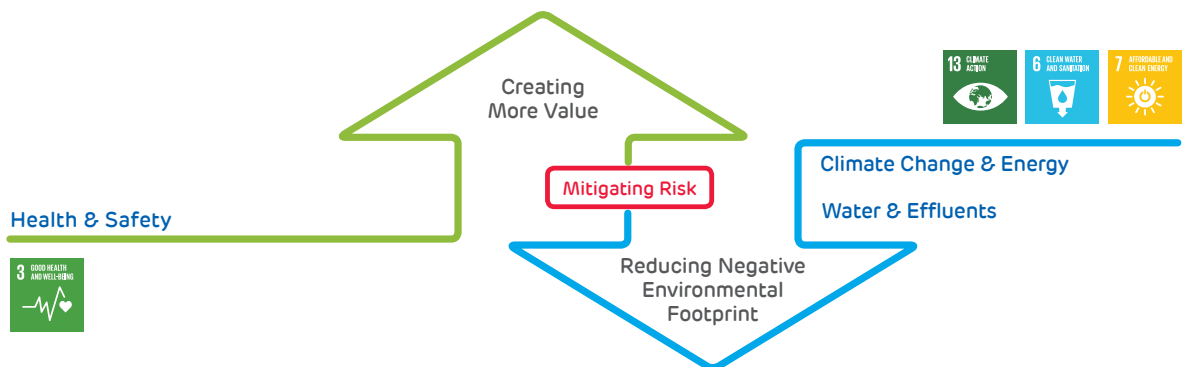 Creating
More Value
Mitigating Risk
Health & Safety
3 GOOD HEALTH
AND WELL-BEING
13 CLIMATE
ACTION
6 CLEAN WATER
AND SANITATION
7 AFFORDABLE AND
CLEAN ENERGY
Climate Change & Energy
Water & Effluents
Reducing Negative
Environmental
Footprint